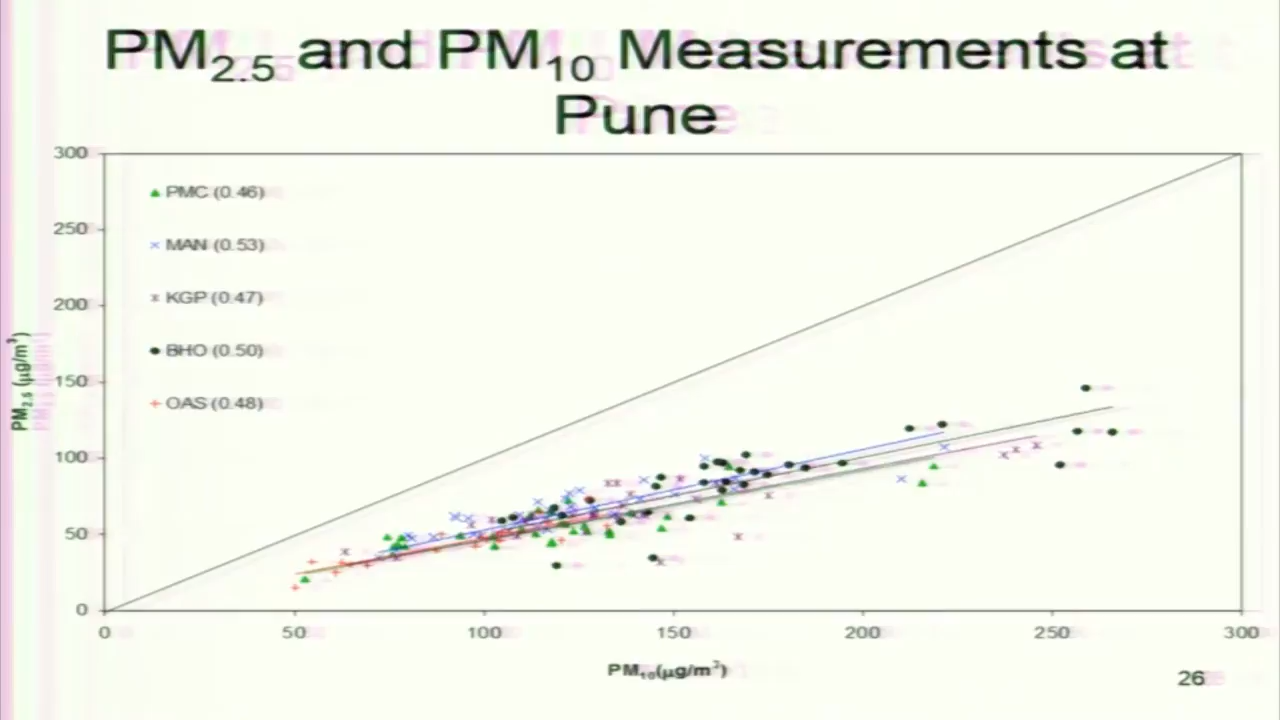 PM2.5 and PM10 Measurements at
Pune
300
250
200
150
100
50
0
PMC (0.46)
MAN (0.53)
KGP (0.47)
BHO (0.50)
OAS (0.48)
PM2.5 (µg/m3)
0 50 100 150 200 250 300
PM10(µg/m3)
26